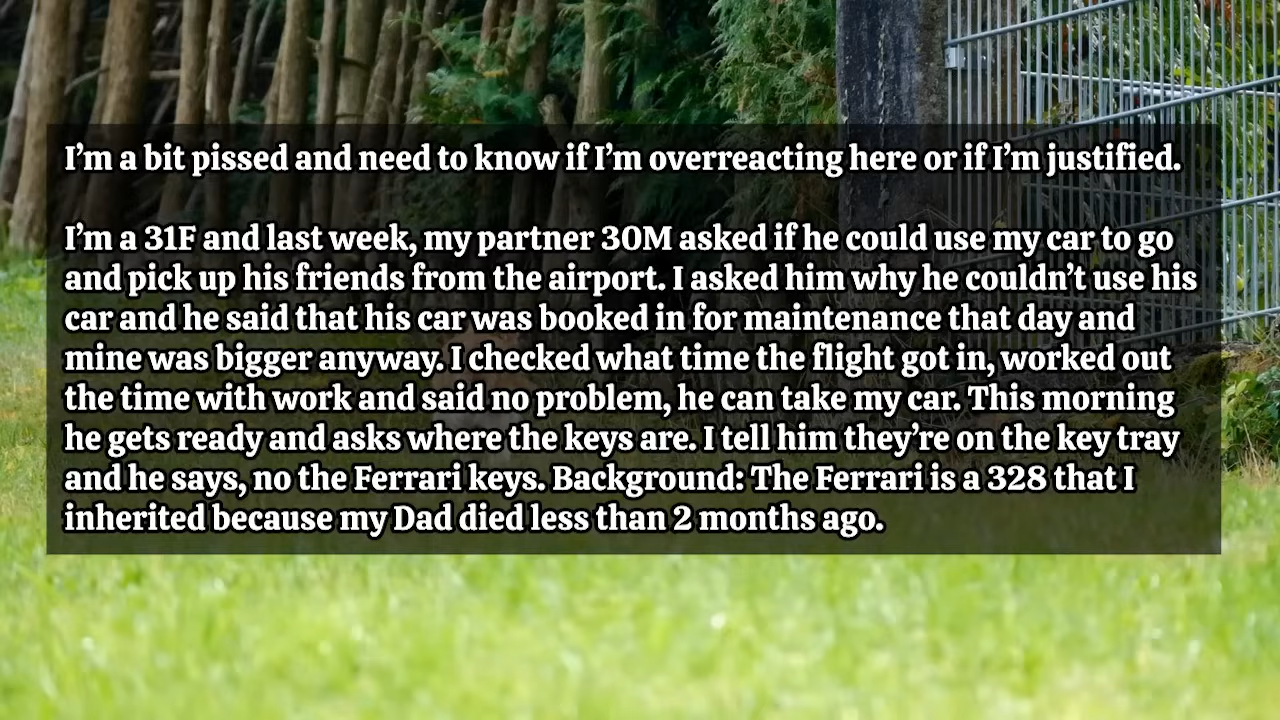 I’m a bit pissed and need to know if I’m overreacting here or if I’m justified.
I’m a 31F and last week, my partner 30M asked if he could use my car to go
and pick up his friends from the airport. I asked him why he couldn’t use his
car and he said that his car was booked in for maintenance that day and
mine was bigger anyway. I checked what time the flight got in, worked out
the time with work and said no problem, he can take my car. This morning
he gets ready and asks where the keys are. I tell him they’re on the key tray
and he says, no the Ferrari keys. Background: The Ferrari is a 328 that I
inherited because my Dad died less than 2 months ago.